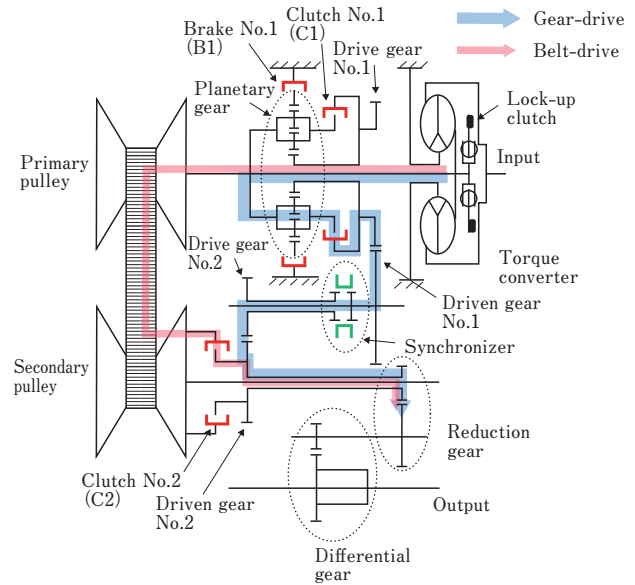 Gear-drive
Belt-drive
Brake No.1
(B1)
Clutch No.1
(C1)
Drive gear
No.1
Planetary
gear
Lock-up
clutch
Primary
pulley
Input
Drive gear
No.2
Torque
converter
Driven gear
No.1
Synchronizer
Secondary
pulley
Reduction
gear
Clutch No.2
(C2)
Driven gear
No.2
Output
Differential
gear